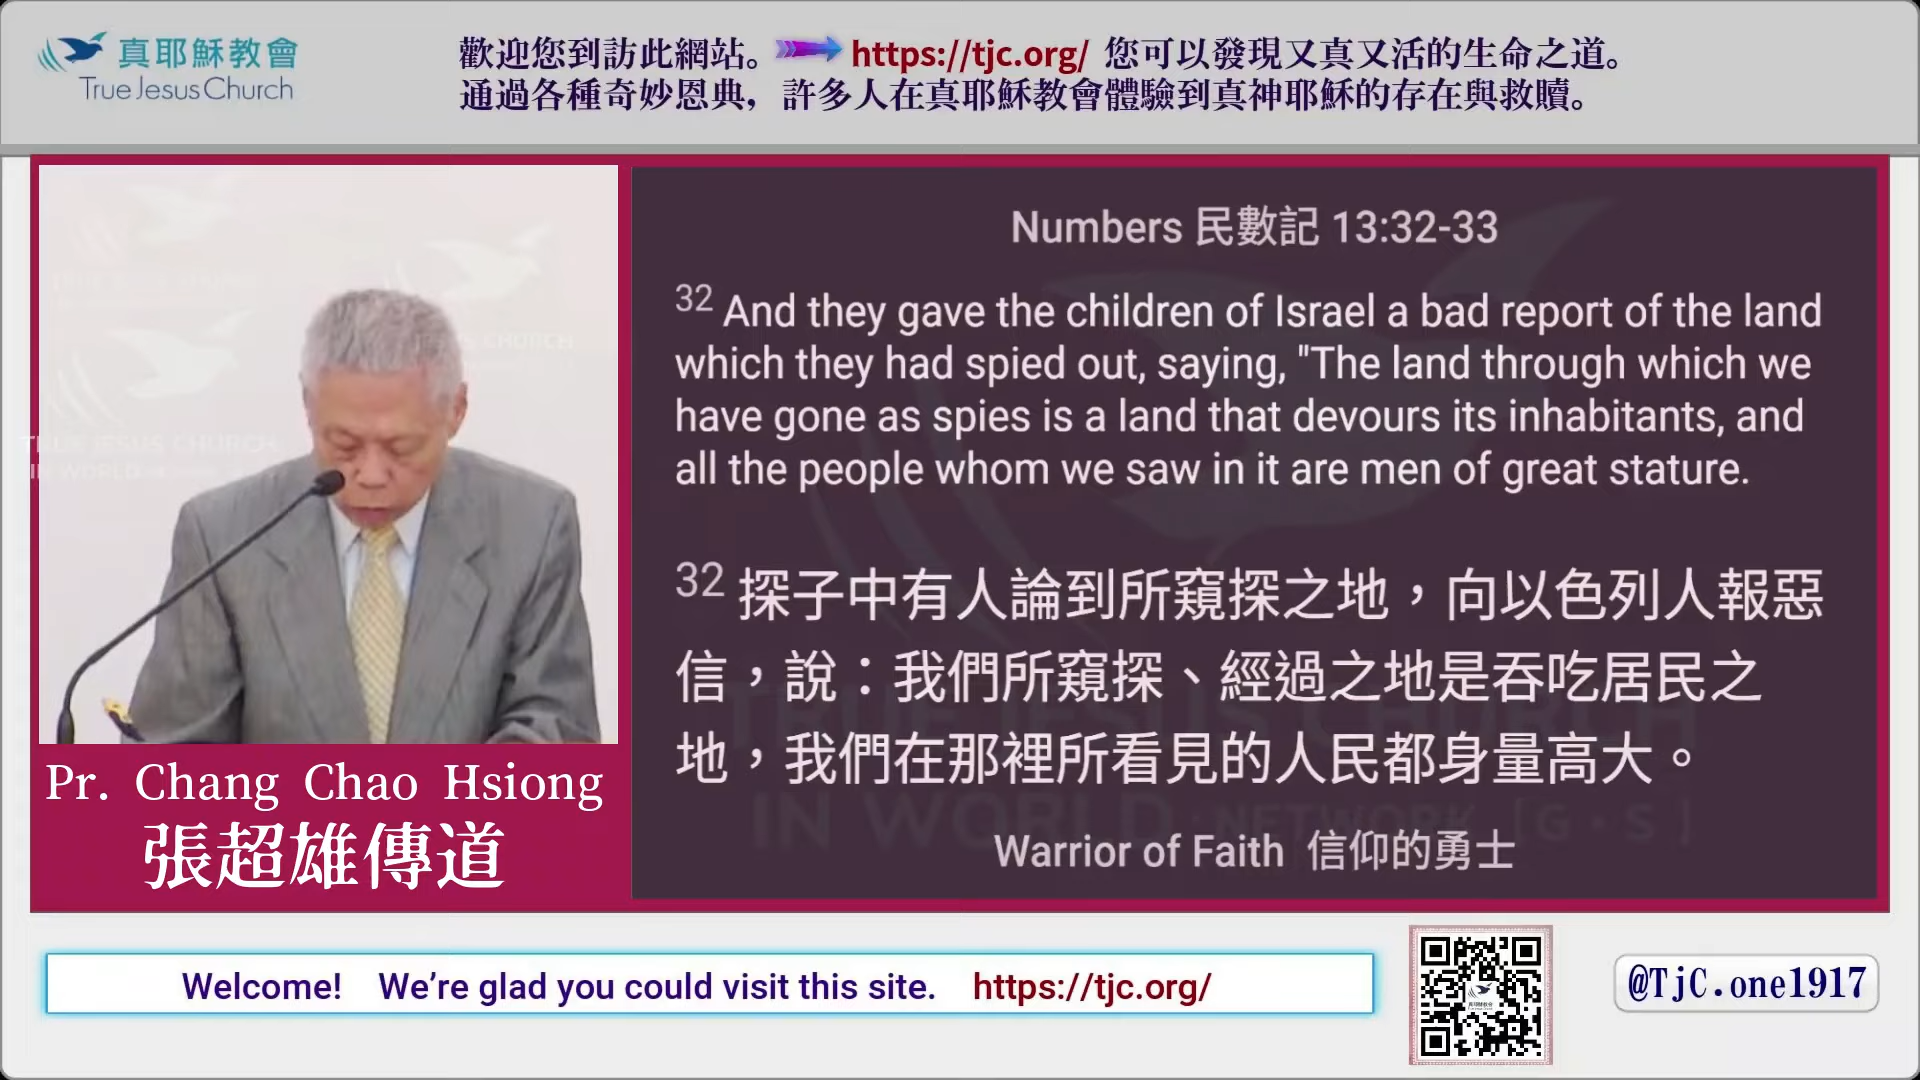 真耶穌教會
True Jesus Church
歡迎您到訪此網站。 https://tjc.org/ 您可以發現又真又活的生命之道。
通過各種奇妙恩典，許多人在真耶穌教會體驗到真神耶穌的存在與救贖。
Numbers 民數記 13:32-33
32 And they gave the children of Israel a bad report of the land
which they had spied out, saying, "The land through which we
have gone as spies is a land that devours its inhabitants, and
all the people whom we saw in it are men of great stature.
32 探子中有人論到所窺探之地，向以色列人報惡
信，說：我們所窺探、經過之地是吞吃居民之
地，我們在那裡所看見的人民都身量高大。
TRUE JESUS CHURCH
IN WORLD · NETWORK [G · S]
Warrior of Faith 信仰的勇士
Pr. Chang Chao Hsiong
張超雄傳道
Welcome! We’re glad you could visit this site. https://tjc.org/
@TjC.one1917